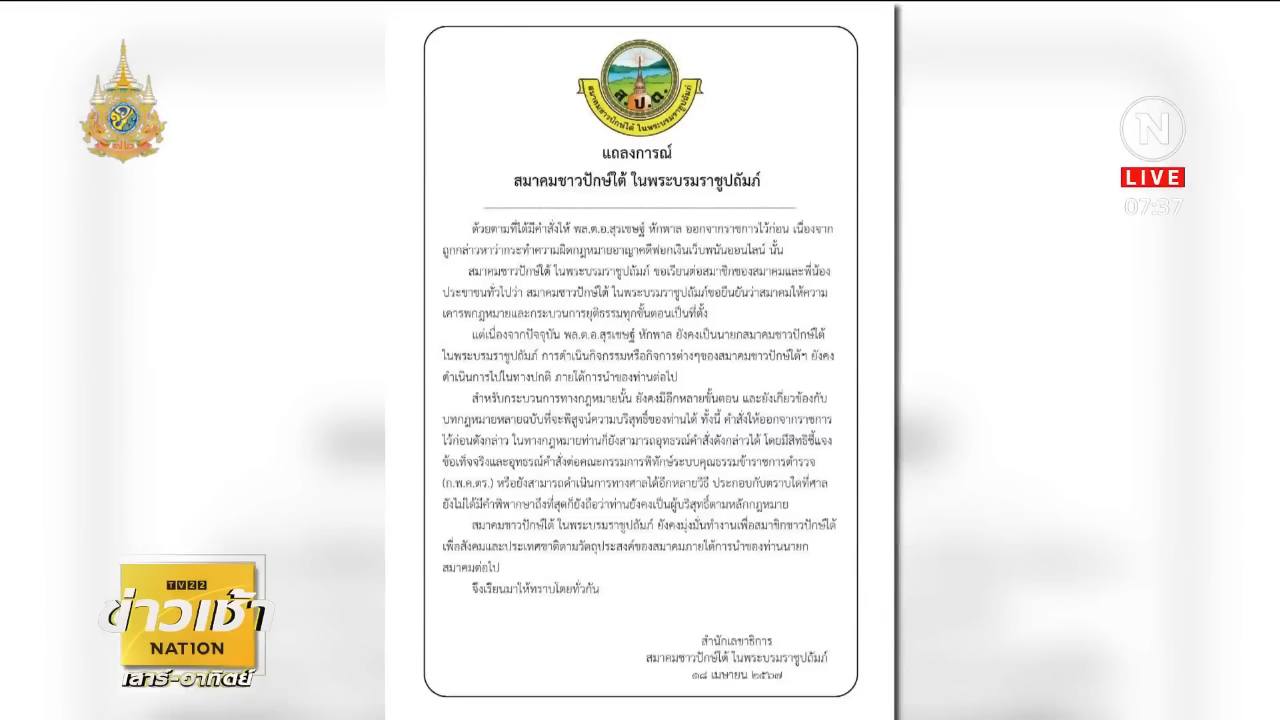 ส.ป.ต.
สมาคมชาวปักษ์ใต้ ในพระบรมราชูปถัมภ์
แถลงการณ์
สมาคมชาวปักษ์ใต้ ในพระบรมราชูปถัมภ์
ด้วยตามที่ได้มีคำสั่งให้ พล.ต.อ.สุรเชษฐ์ หักพาล ออกจากราชการไว้ก่อน เนื่องจาก
ถูกกล่าวหาว่ากระทำความผิดกฎหมายอาญาคดีฟอกเงินเว็บพนันออนไลน์ นั้น
สมาคมชาวปักษ์ใต้ ในพระบรมราชูปถัมภ์ ขอเรียนต่อสมาชิกของสมาคมและพี่น้อง
ประชาชนทั่วไปว่า สมาคมชาวปักษ์ใต้ ในพระบรมราชูปถัมภ์ขอยืนยันว่าสมาคมให้ความ
เคารพกฎหมายและกระบวนการยุติธรรมทุกขั้นตอนเป็นที่ตั้ง
แต่เนื่องจากปัจจุบัน พล.ต.อ.สุรเชษฐ์ หักพาล ยังคงเป็นนายกสมาคมชาวปักษ์ใต้
ในพระบรมราชูปถัมภ์ การดำเนินกิจกรรมหรือกิจการต่างๆของสมาคมชาวปักษ์ใต้ฯ ยังคง
ดำเนินการไปในทางปกติ ภายใต้การนำของท่านต่อไป
สำหรับกระบวนการทางกฎหมายนั้น ยังคงมีอีกหลายขั้นตอน และยังเกี่ยวข้องกับ
บทกฎหมายหลายฉบับที่จะพิสูจน์ความบริสุทธิ์ของท่านได้ ทั้งนี้ คำสั่งให้ออกจากราชการ
ไว้ก่อนดังกล่าว ในทางกฎหมายท่านก็ยังสามารถอุทธรณ์คำสั่งดังกล่าวได้ โดยมีสิทธิชี้แจง
ข้อเท็จจริงและอุทธรณ์คำสั่งต่อคณะกรรมการพิทักษ์ระบบคุณธรรมข้าราชการตำรวจ
(ก.พ.ค.ตร.) หรือยังสามารถดำเนินการทางศาลได้อีกหลายวิธี ประกอบกับตราบใดที่ศาล
ยังไม่ได้มีคำพิพากษาถึงที่สุดก็ยังถือว่าท่านยังคงเป็นผู้บริสุทธิ์ตามหลักกฎหมาย
สมาคมชาวปักษ์ใต้ ในพระบรมราชูปถัมภ์ ยังคงมุ่งมั่นทำงานเพื่อสมาชิกชาวปักษ์ใต้
เพื่อสังคมและประเทศชาติตามวัตถุประสงค์ของสมาคมภายใต้การนำของท่านนายก
สมาคมต่อไป
จึงเรียนมาให้ทราบโดยทั่วกัน
สำนักเลขาธิการ
สมาคมชาวปักษ์ใต้ ในพระบรมราชูปถัมภ์
๑๘ เมษายน ๒๕๖๗
N
LIVE
07:37
TV22
ข่าวเช้า
NATION
เสาร์-อาทิตย์